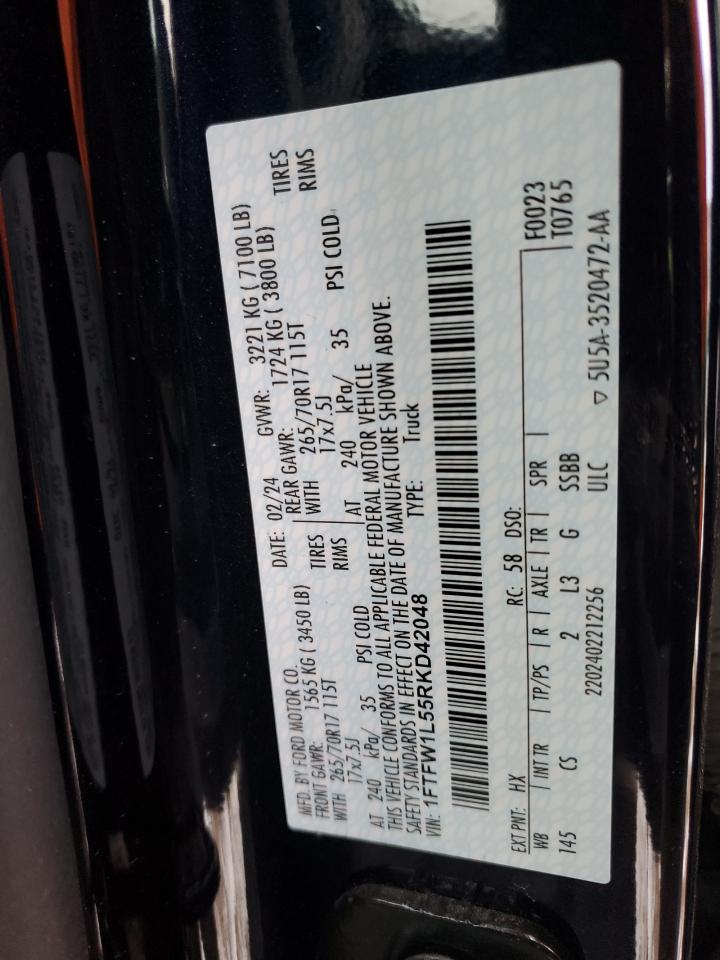 MFD. BY FORD MOTOR CO. DATE: 02/24 GVWR: 3221 KG ( 7100 LB)
FRONT GAWR: 1565 KG ( 3450 LB) REAR GAWR: 1724 KG ( 3800 LB)
WITH 265/70R17 115T TIRES WITH 265/70R17 115T TIRES
17x7.5J RIMS 17x7.5J RIMS
AT 240 kPa/ 35 PSI COLD AT 240 kPa/ 35 PSI COLD
THIS VEHICLE CONFORMS TO ALL APPLICABLE FEDERAL MOTOR VEHICLE
SAFETY STANDARDS IN EFFECT ON THE DATE OF MANUFACTURE SHOWN ABOVE.
VIN: 1FTFW1L55RKD42048 TYPE: Truck
EXT PNT: HX RC: 58 DSO: F0023
WB INT TR TP/PS R AXLE TR SPR T0765
145 CS 2 L3 G SSBB
2202402212256 ULC ▽ 5U5A-3520472-AA